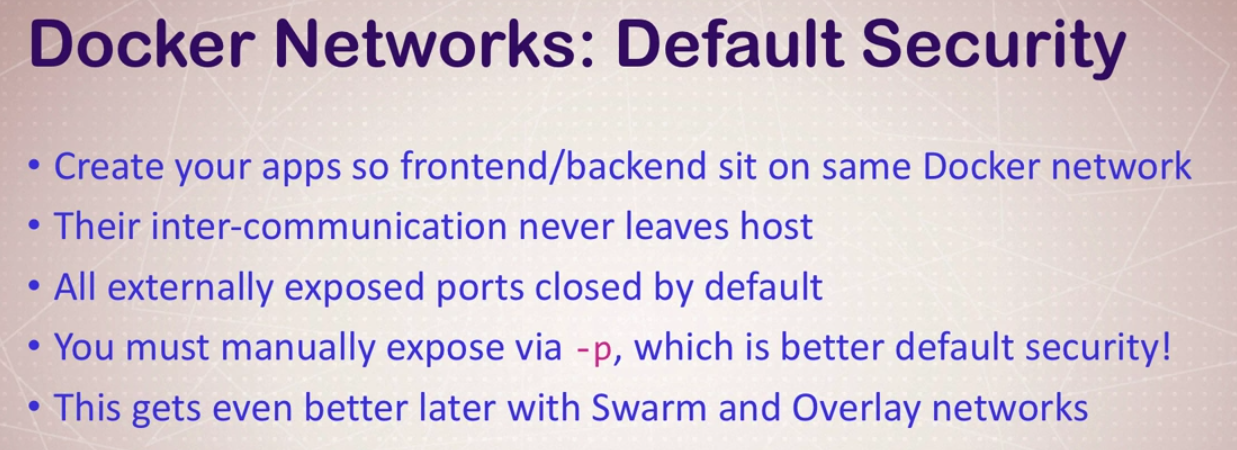 Docker Networks: Default Security
• Create your apps so frontend/backend sit on same Docker network
• Their inter-communication never leaves host
• All externally exposed ports closed by default
• You must manually expose via -p, which is better default security!
• This gets even better later with Swarm and Overlay networks